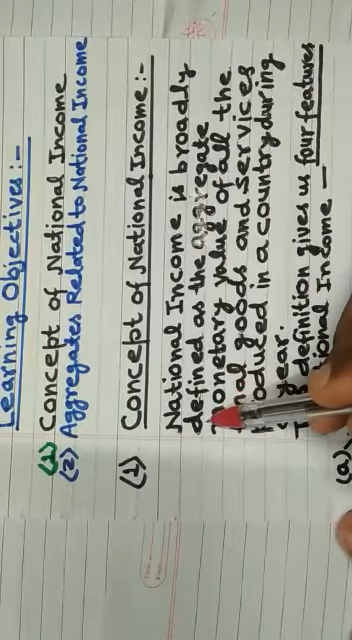 Learning Objectives:-
(1) Concept of National Income
(2) Aggregates Related to National Income
(1) Concept of National Income:-
National Income is broadly
defined as the aggregate
monetary value of all the
goods and services
produced in a country during
year.
definition gives us four features
National Income —
(a)